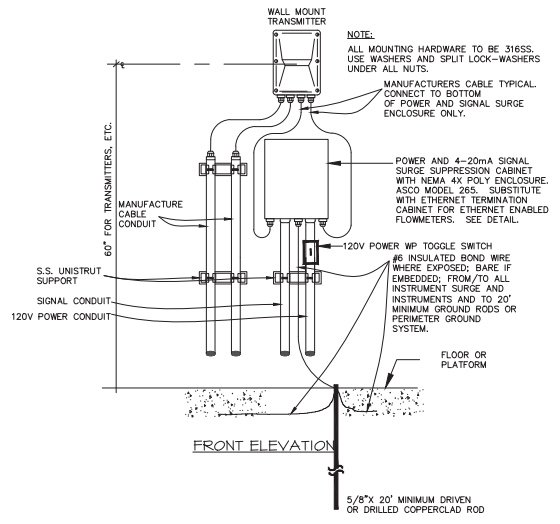 WALL MOUNT
TRANSMITTER
NOTE:
ALL MOUNTING HARDWARE TO BE 316SS.
USE WASHERS AND SPLIT LOCK-WASHERS
UNDER ALL NUTS.
MANUFACTURERS CABLE TYPICAL.
CONNECT TO BOTTOM
OF POWER AND SIGNAL SURGE
ENCLOSURE ONLY.
60" FOR TRANSMITTERS, ETC.
POWER AND 4-20mA SIGNAL
SURGE SUPPRESSION CABINET
WITH NEMA 4X POLY ENCLOSURE.
ASCO MODEL 265. SUBSTITUTE
WITH ETHERNET TERMINATION
CABINET FOR ETHERNET ENABLED
FLOWMETERS. SEE DETAIL.
MANUFACTURE
CABLE
CONDUIT
120V POWER WP TOGGLE SWITCH
#6 INSULATED BOND WIRE
WHERE EXPOSED; BARE IF
EMBEDDED; FROM/TO ALL
INSTRUMENT SURGE AND
INSTRUMENTS AND TO 20'
MINIMUM GROUND RODS OR
PERIMETER GROUND
SYSTEM.
S.S. UNISTRUT
SUPPORT
SIGNAL CONDUIT
120V POWER CONDUIT
FLOOR OR
PLATFORM
FRONT ELEVATION
5/8"X 20' MINIMUM DRIVEN
OR DRILLED COPPERCLAD ROD